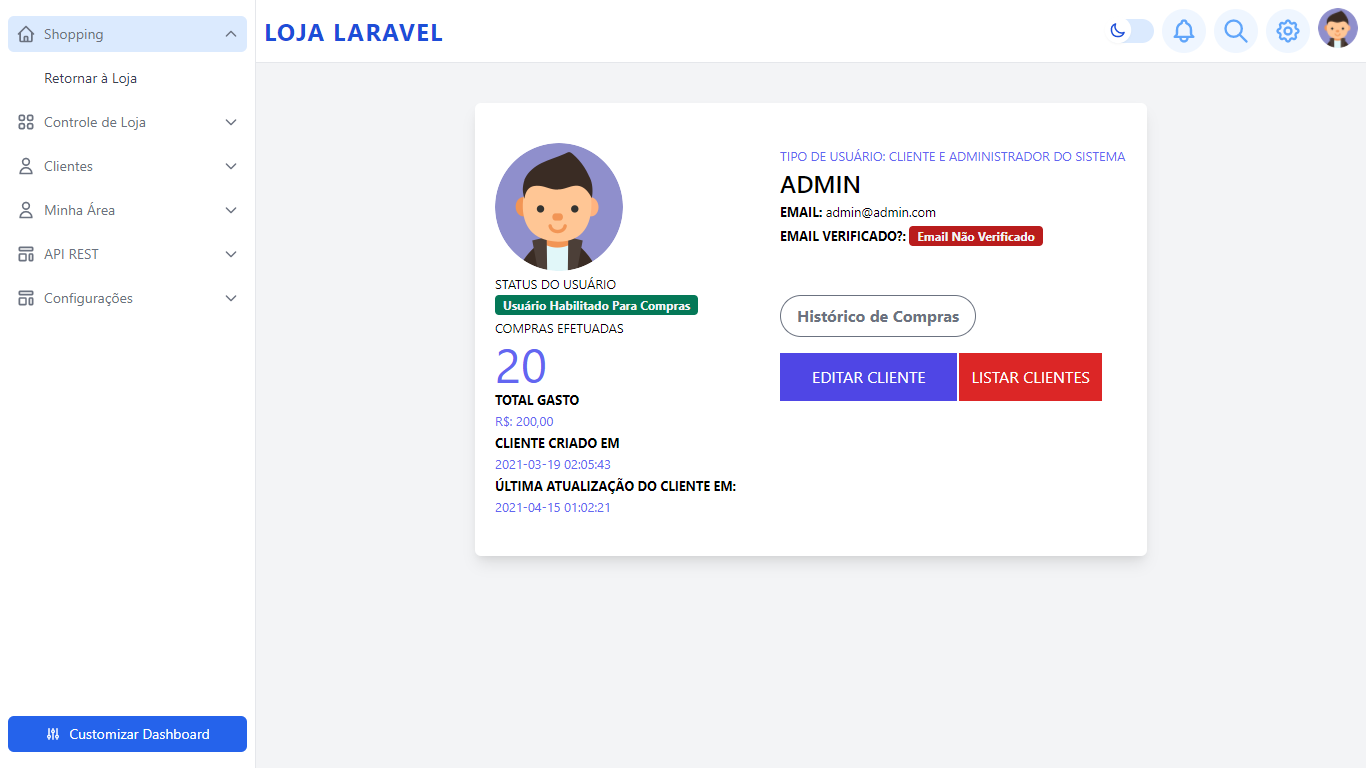 Shopping
Retornar à Loja
Controle de Loja
Clientes
Minha Área
API REST
Configurações
Customizar Dashboard
LOJA LARAVEL
STATUS DO USUÁRIO
Usuário Habilitado Para Compras
COMPRAS EFETUADAS
20
TOTAL GASTO
R$: 200,00
CLIENTE CRIADO EM
2021-03-19 02:05:43
ÚLTIMA ATUALIZAÇÃO DO CLIENTE EM:
2021-04-15 01:02:21
TIPO DE USUÁRIO: CLIENTE E ADMINISTRADOR DO SISTEMA
ADMIN
EMAIL: admin@admin.com
EMAIL VERIFICADO?: Email Não Verificado
Histórico de Compras
EDITAR CLIENTE LISTAR CLIENTES